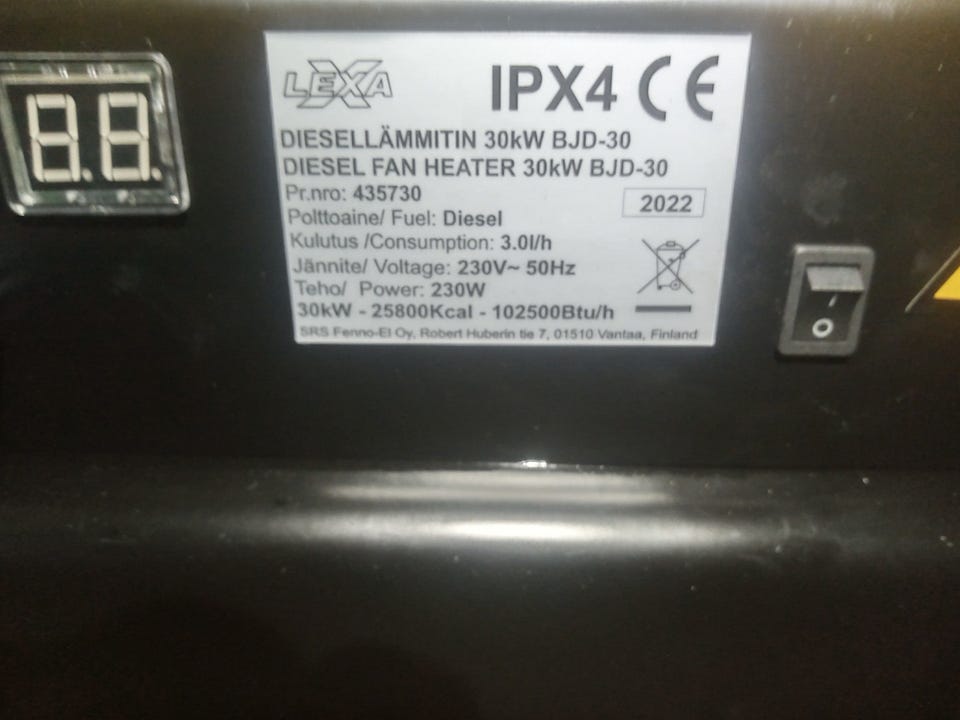 LEXA
IPX4 CE
DIESELLÄMMITIN 30kW BJD-30
DIESEL FAN HEATER 30kW BJD-30
Pr.nro: 435730
2022
Polttoaine/ Fuel: Diesel
Kulutus /Consumption: 3.0l/h
Jännite/ Voltage: 230V~ 50Hz
Teho/ Power: 230W
30kW - 25800Kcal - 102500Btu/h
SRS Fenno-El Oy, Robert Huberin tie 7, 01510 Vantaa, Finland
8.8.
I
O